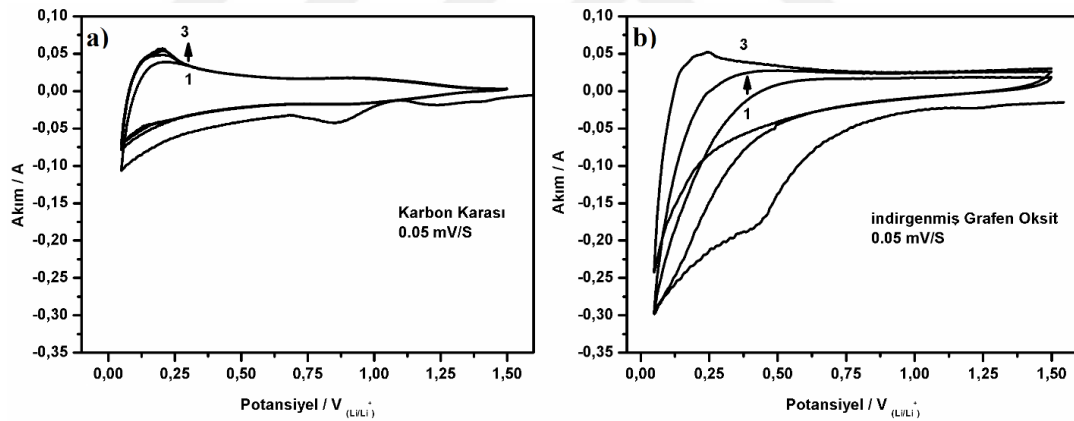 a)
0,10
0,05
0,00
-0,05
-0,10
-0,15
-0,20
-0,25
-0,30
-0,35
Akım / A
3
1
Karbon Karası
0.05 mV/S
0,00 0,25 0,50 0,75 1,00 1,25 1,50
Potansiyel / V (Li/Li+)
b)
0,10
0,05
0,00
-0,05
-0,10
-0,15
-0,20
-0,25
-0,30
-0,35
Akım / A
3
1
indirgenmiş Grafen Oksit
0.05 mV/S
0,00 0,25 0,50 0,75 1,00 1,25 1,50
Potansiyel / V (Li/Li+)